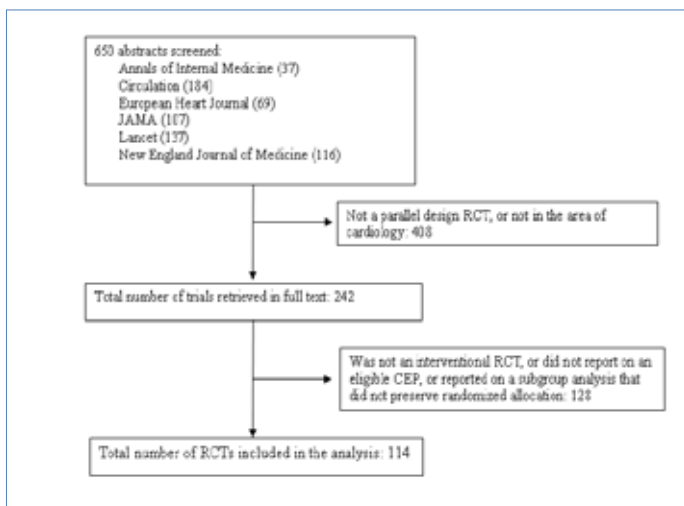 650 abstracts screened:
Annals of Internal Medicine (37)
Circulation (184)
European Heart Journal (69)
JAMA (107)
Lancet (137)
New England Journal of Medicine (116)
Not a parallel design RCT, or not in the area of
cardiology: 408
Total number of trials retrieved in full text: 242
Was not an interventional RCT, or did not report on an
eligible CEP, or reported on a subgroup analysis that
did not preserve randomized allocation: 128
Total number of RCTs included in the analysis: 114